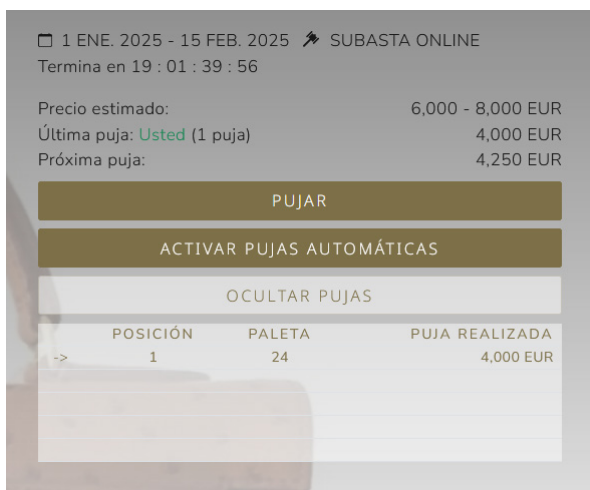 1 ENE. 2025 - 15 FEB. 2025 SUBASTA ONLINE
Termina en 19 : 01 : 39 : 56
Precio estimado: 6,000 - 8,000 EUR
Última puja: Usted (1 puja) 4,000 EUR
Próxima puja: 4,250 EUR
PUJAR
ACTIVAR PUJAS AUTOMÁTICAS
OCULTAR PUJAS
POSICIÓN PALETA PUJA REALIZADA
-> 1 24 4,000 EUR